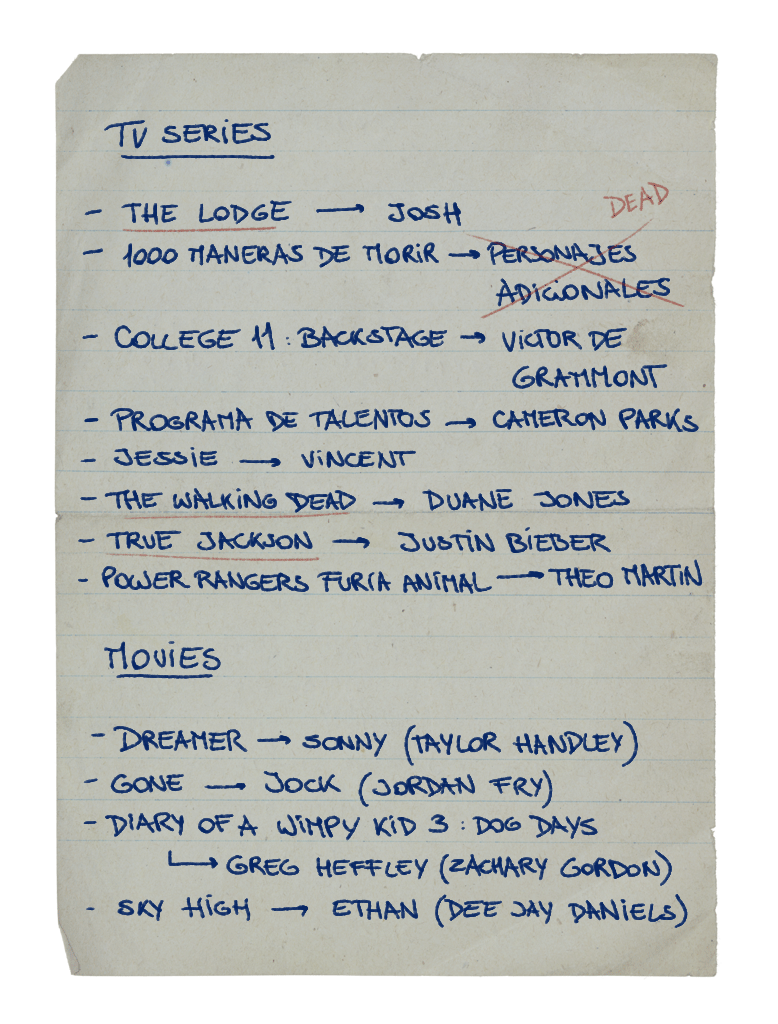 TV SERIES
- THE LODGE → JOSH
DEAD
- 1000 MANERAS DE MORIR → PERSONAJES
ADICIONALES
- COLLEGE 11 : BACKSTAGE → VICTOR DE
GRAMMONT
- PROGRAMA DE TALENTOS → CAMERON PARKS
- JESSIE → VINCENT
- THE WALKING DEAD → DUANE JONES
- TRUE JACKSON → JUSTIN BIEBER
- POWER RANGERS FURIA ANIMAL → THEO MARTIN
MOVIES
- DREAMER → SONNY (TAYLOR HANDLEY)
- GONE → JOCK (JORDAN FRY)
- DIARY OF A WIMPY KID 3 : DOG DAYS
↳ GREG HEFFLEY (ZACHARY GORDON)
- SKY HIGH → ETHAN (DEE JAY DANIELS)